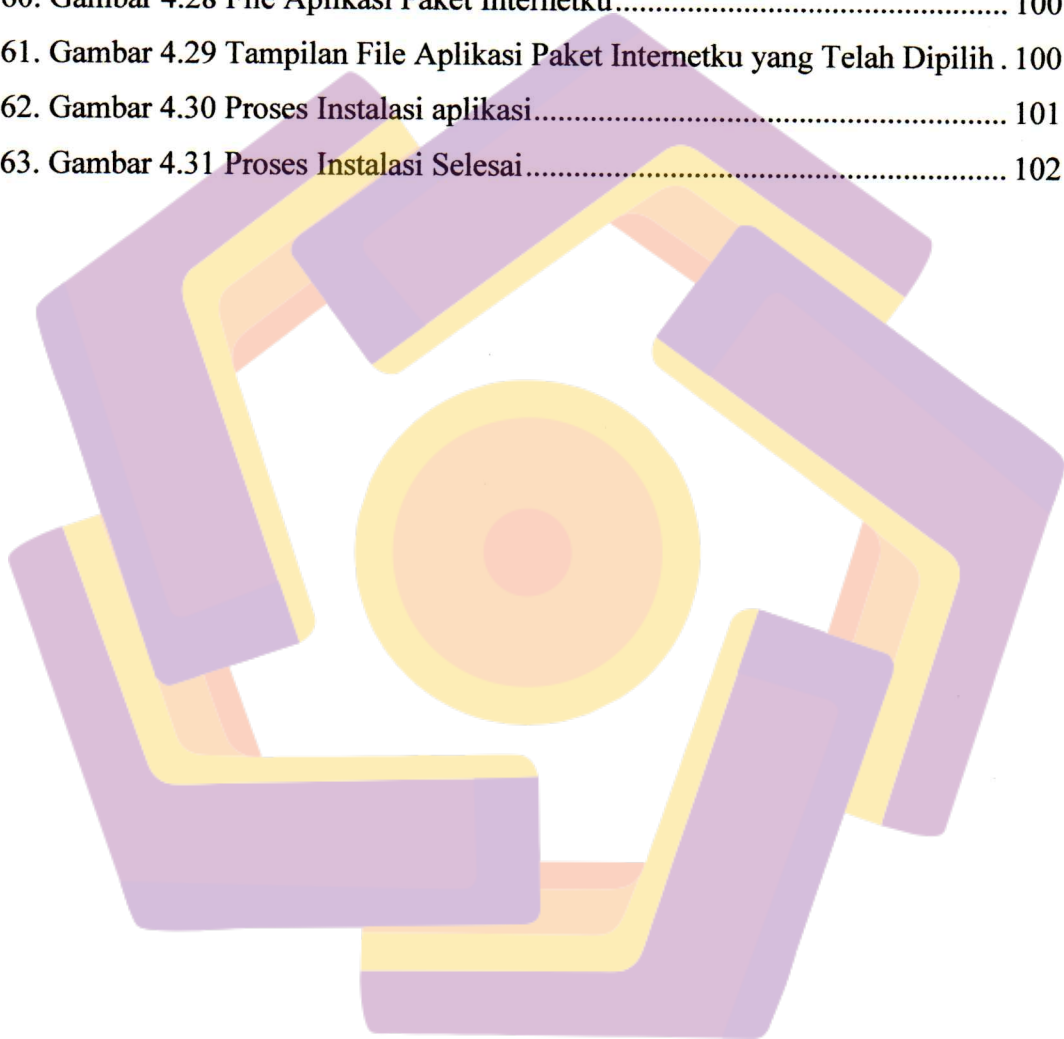 60. Gambar 4.28 File Aplikasi Paket Internetku.................................................. 100
61. Gambar 4.29 Tampilan File Aplikasi Paket Internetku yang Telah Dipilih . 100
62. Gambar 4.30 Proses Instalasi aplikasi............................................................ 101
63. Gambar 4.31 Proses Instalasi Selesai............................................................. 102